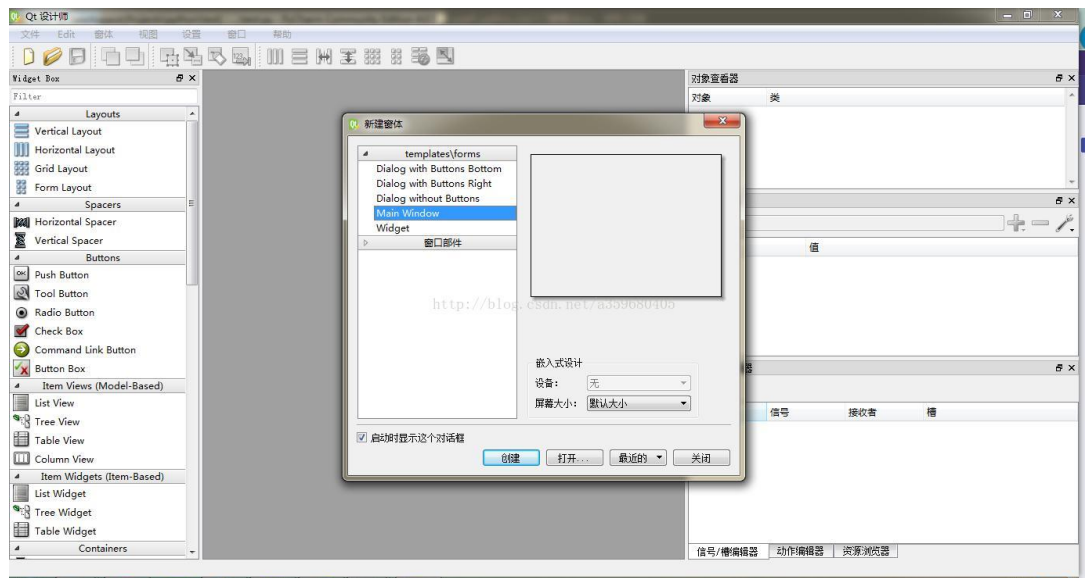 Qt 设计师
文件 Edit 窗体 视图 设置 窗口 帮助
Widget Box
Filter
Layouts
Vertical Layout
Horizontal Layout
Grid Layout
Form Layout
Spacers
Horizontal Spacer
Vertical Spacer
Buttons
OK Push Button
Tool Button
Radio Button
Check Box
Command Link Button
Button Box
Item Views (Model-Based)
List View
Tree View
Table View
Column View
Item Widgets (Item-Based)
List Widget
Tree Widget
Table Widget
Containers
新建窗体
templates\forms
Dialog with Buttons Bottom
Dialog with Buttons Right
Dialog without Buttons
Main Window
Widget
窗口部件
http://blog.csdn.net/a359680405
嵌入式设计
设备: 无
屏幕大小: 默认大小
启动时显示这个对话框
创建 打开... 最近的 关闭
对象查看器
对象 类
值
器
信号 接收者 槽
信号/槽编辑器 动作编辑器 资源浏览器